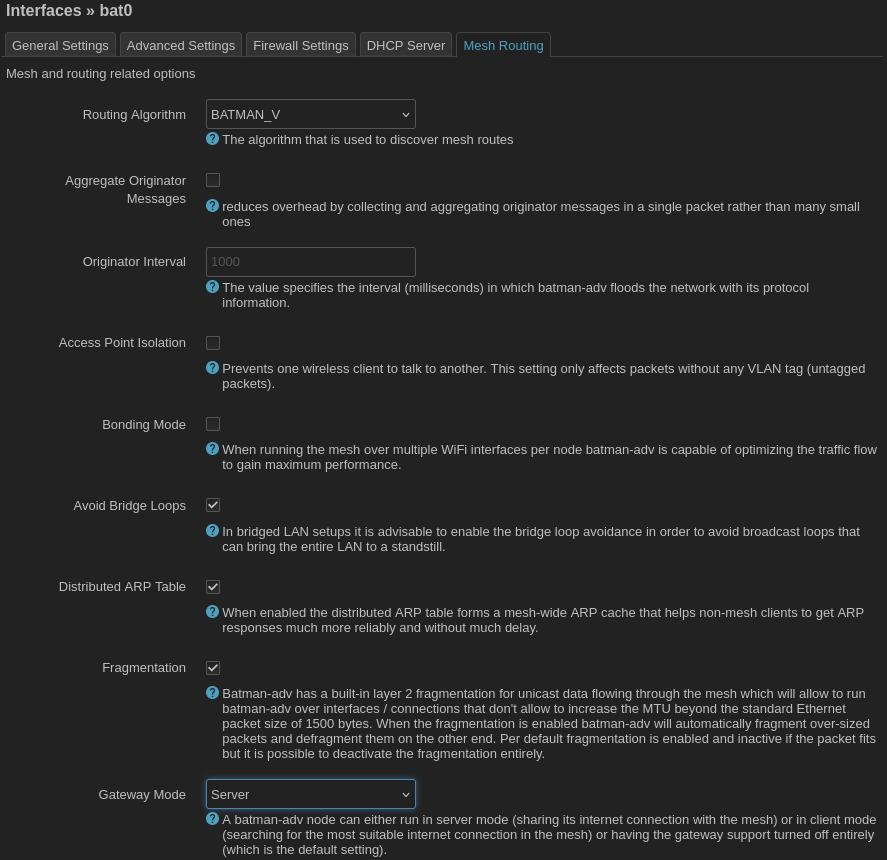 Interfaces » bat0
General Settings
Advanced Settings
Firewall Settings
DHCP Server
Mesh Routing
Mesh and routing related options
Routing Algorithm
BATMAN_V
The algorithm that is used to discover mesh routes
Aggregate Originator
Messages
reduces overhead by collecting and aggregating originator messages in a single packet rather than many small
ones
Originator Interval
1000
The value specifies the interval (milliseconds) in which batman-adv floods the network with its protocol
information.
Access Point Isolation
Prevents one wireless client to talk to another. This setting only affects packets without any VLAN tag (untagged
packets).
Bonding Mode
When running the mesh over multiple WiFi interfaces per node batman-adv is capable of optimizing the traffic flow
to gain maximum performance.
Avoid Bridge Loops
In bridged LAN setups it is advisable to enable the bridge loop avoidance in order to avoid broadcast loops that
can bring the entire LAN to a standstill.
Distributed ARP Table
When enabled the distributed ARP table forms a mesh-wide ARP cache that helps non-mesh clients to get ARP
responses much more reliably and without much delay.
Fragmentation
Batman-adv has a built-in layer 2 fragmentation for unicast data flowing through the mesh which will allow to run
batman-adv over interfaces / connections that don't allow to increase the MTU beyond the standard Ethernet
packet size of 1500 bytes. When the fragmentation is enabled batman-adv will automatically fragment over-sized
packets and defragment them on the other end. Per default fragmentation is enabled and inactive if the packet fits
but it is possible to deactivate the fragmentation entirely.
Gateway Mode
Server
A batman-adv node can either run in server mode (sharing its internet connection with the mesh) or in client mode
(searching for the most suitable internet connection in the mesh) or having the gateway support turned off entirely
(which is the default setting).